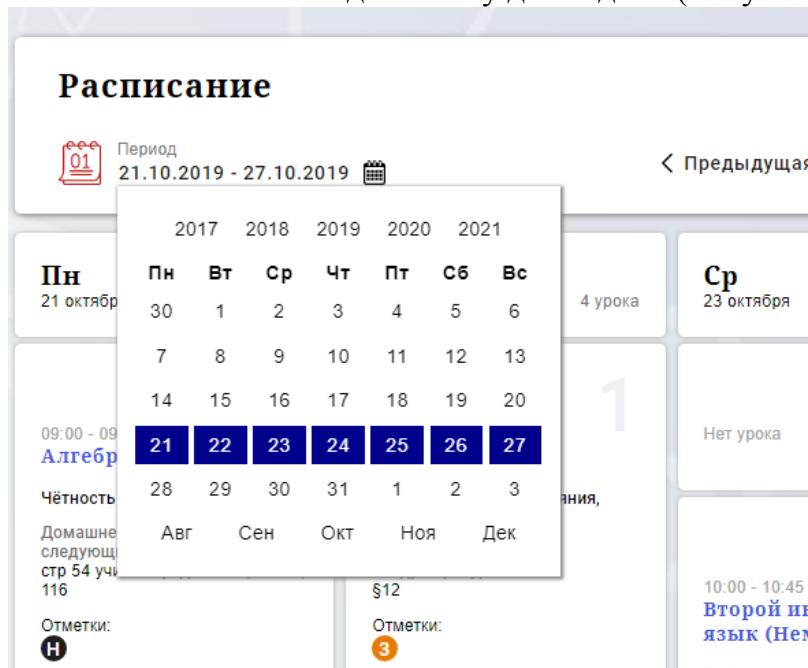 Расписание
01
Период
21.10.2019 - 27.10.2019
Предыдущая
2017 2018 2019 2020 2021
Пн Вт Ср Чт Пт Сб Вс
30 1 2 3 4 5 6
7 8 9 10 11 12 13
14 15 16 17 18 19 20
21 22 23 24 25 26 27
28 29 30 31 1 2 3
Авг Сен Окт Ноя Дек
Пн
21 октябр
4 урока
Ср
23 октября
1
09:00 - 09
Алгебр
Чётность
Домашне
следующ
стр 54 учи
116
Отметки:
Н
яния,
§12
Отметки:
3
Нет урока
10:00 - 10:45
Второй ин
язык (Нем